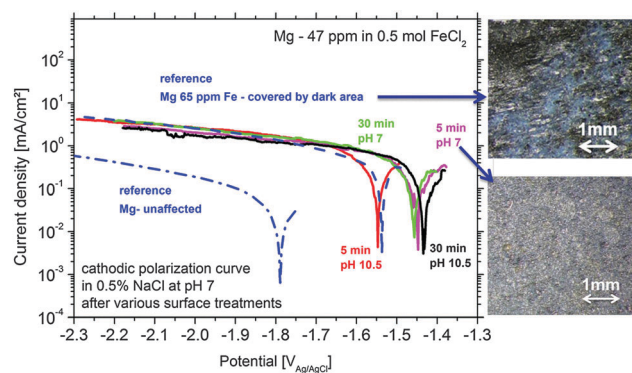 Mg - 47 ppm in 0.5 mol FeCl2
reference
Mg 65 ppm Fe - covered by dark area
30 min
pH 7
5 min
pH 7
reference
Mg- unaffected
5 min
pH 10.5
30 min
pH 10.5
cathodic polarization curve
in 0.5% NaCl at pH 7
after various surface treatments
Current density [mA/cm²]
10²
10¹
10⁰
10⁻¹
10⁻²
10⁻³
10⁻⁴
-2.3 -2.2 -2.1 -2.0 -1.9 -1.8 -1.7 -1.6 -1.5 -1.4 -1.3
Potential [V Ag/AgCl]
1mm
1mm